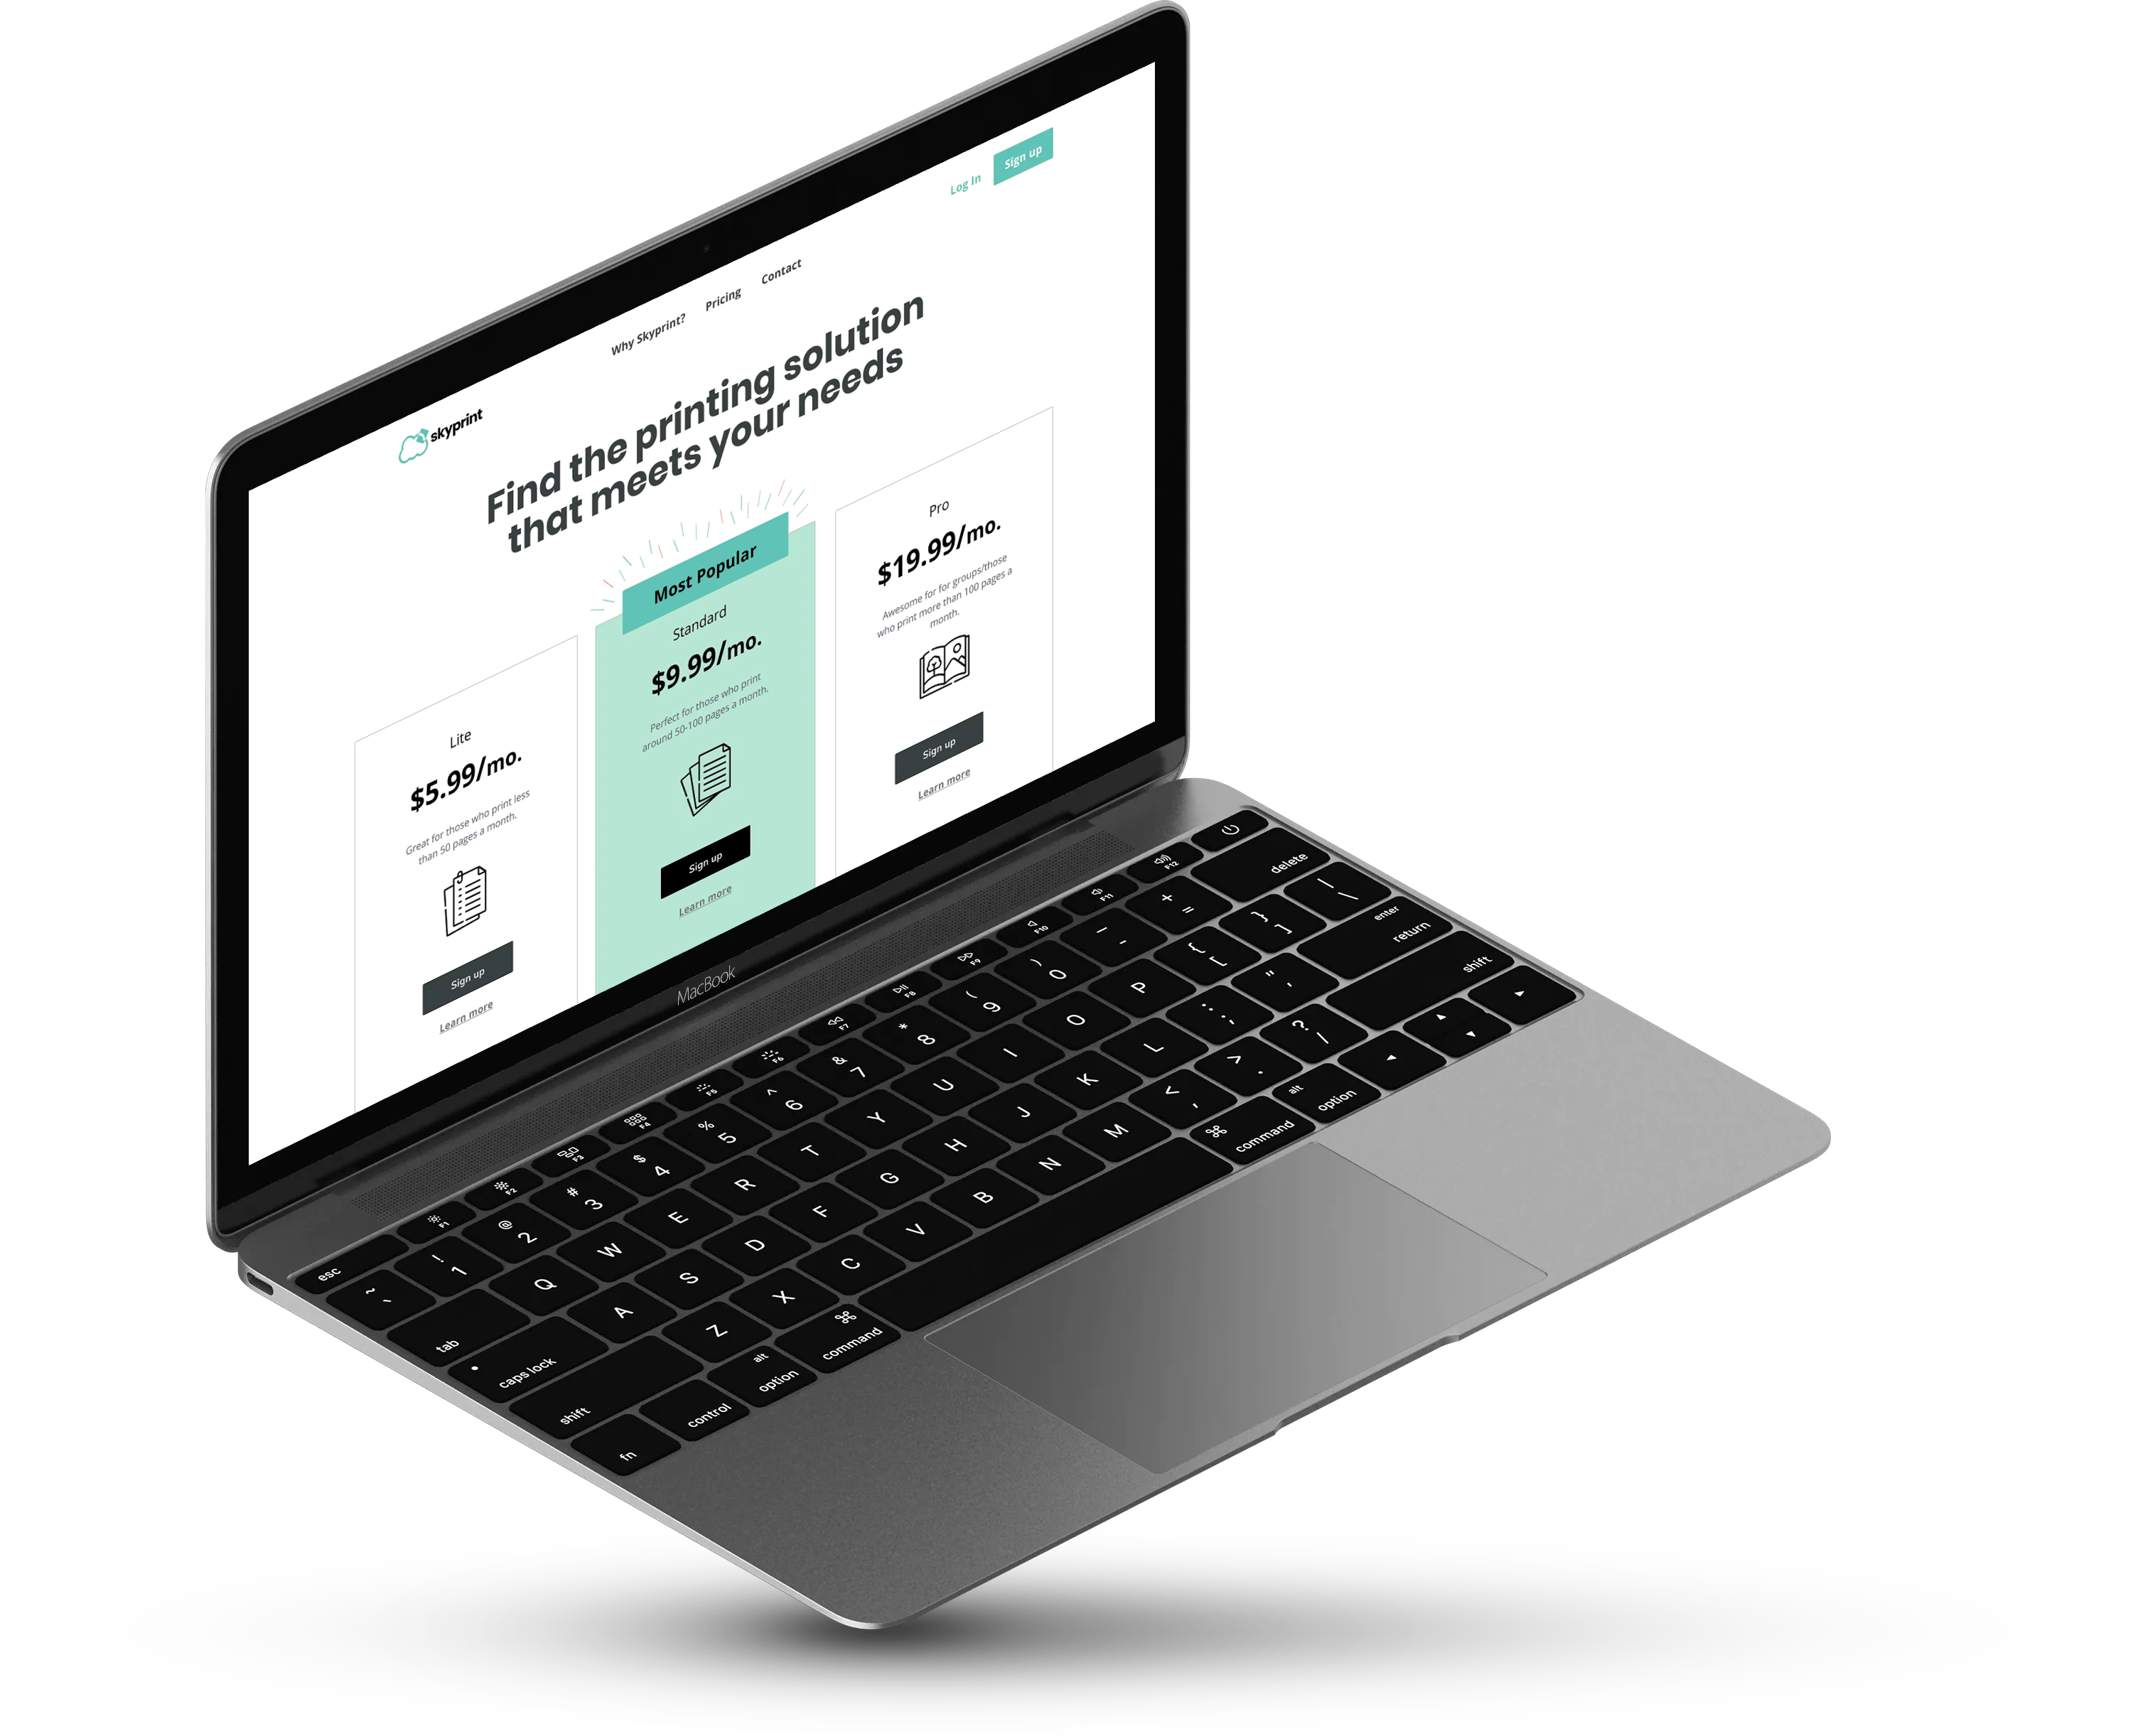 Log In
Sign up
Why Skyprint?
Pricing
Contact
skyprint
Find the printing solution
that meets your needs
Lite
$5.99/mo.
Great for those who print less
than 50 pages a month.
Sign up
Learn more
Most Popular
Standard
$9.99/mo.
Perfect for those who print
around 50-100 pages a month.
Sign up
Learn more
Pro
$19.99/mo.
Awesome for for groups/those
who print more than 100 pages a
month.
Sign up
Learn more
MacBook
esc
F1
F2
F3
F4
F5
F6
F7
F8
F9
F10
F11
F12
~ `
! 1
@ 2
# 3
$ 4
% 5
^ 6
& 7
* 8
( 9
) 0
_ -
+ =
delete
tab
Q
W
E
R
T
Y
U
I
O
P
{ [
} ]
| \
caps lock
A
S
D
F
G
H
J
K
L
: ;
" '
enter
return
shift
Z
X
C
V
B
N
M
< ,
> .
? /
shift
fn
control
alt
option
⌘
command
⌘
command
alt
option